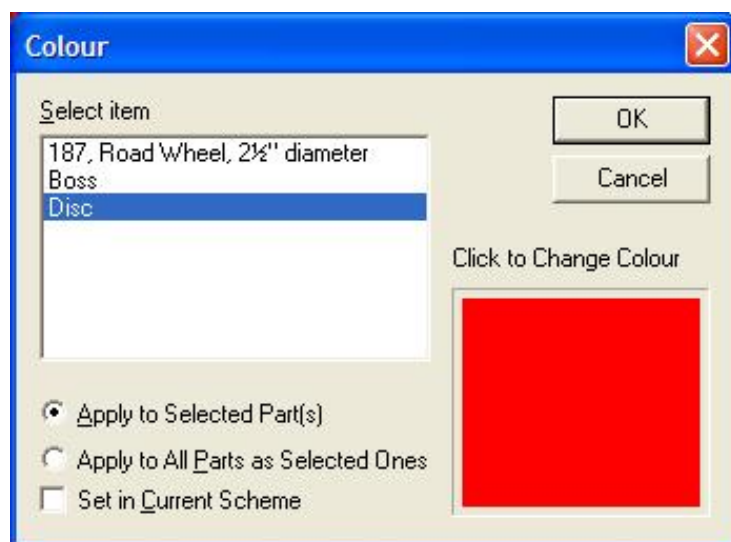 Colour
Select item
187, Road Wheel, 2½'' diameter
Boss
Disc
OK
Cancel
Click to Change Colour
Apply to Selected Part(s)
Apply to All Parts as Selected Ones
Set in Current Scheme